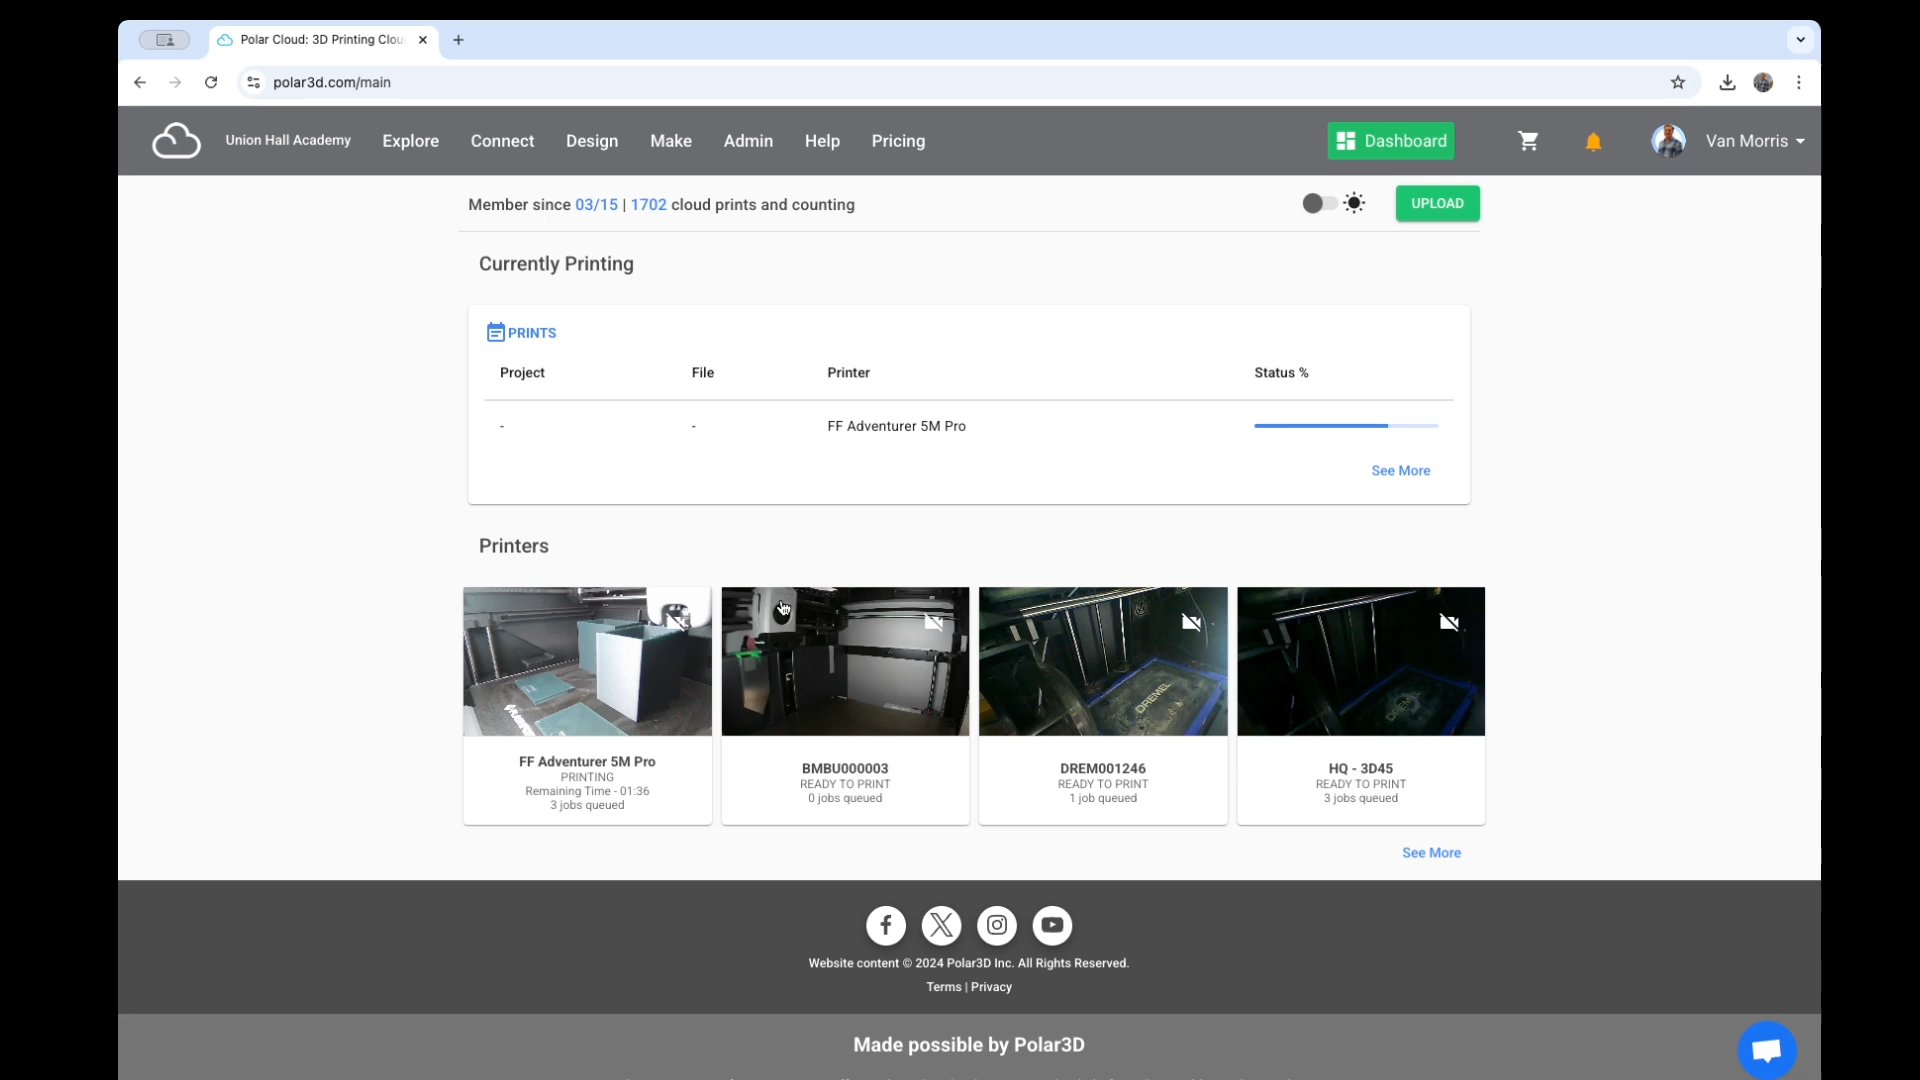 Polar Cloud: 3D Printing Clou
polar3d.com/main
Union Hall Academy
Explore
Connect
Design
Make
Admin
Help
Pricing
Dashboard
Van Morris
Member since 03/15 | 1702 cloud prints and counting
UPLOAD
Currently Printing
PRINTS
Project File Printer Status %
- - FF Adventurer 5M Pro
See More
Printers
DREMEL
FF Adventurer 5M Pro
PRINTING
Remaining Time - 01:36
3 jobs queued
BMBU000003
READY TO PRINT
0 jobs queued
DREM001246
READY TO PRINT
1 job queued
HQ - 3D45
READY TO PRINT
3 jobs queued
See More
Website content © 2024 Polar3D Inc. All Rights Reserved.
Terms | Privacy
Made possible by Polar3D